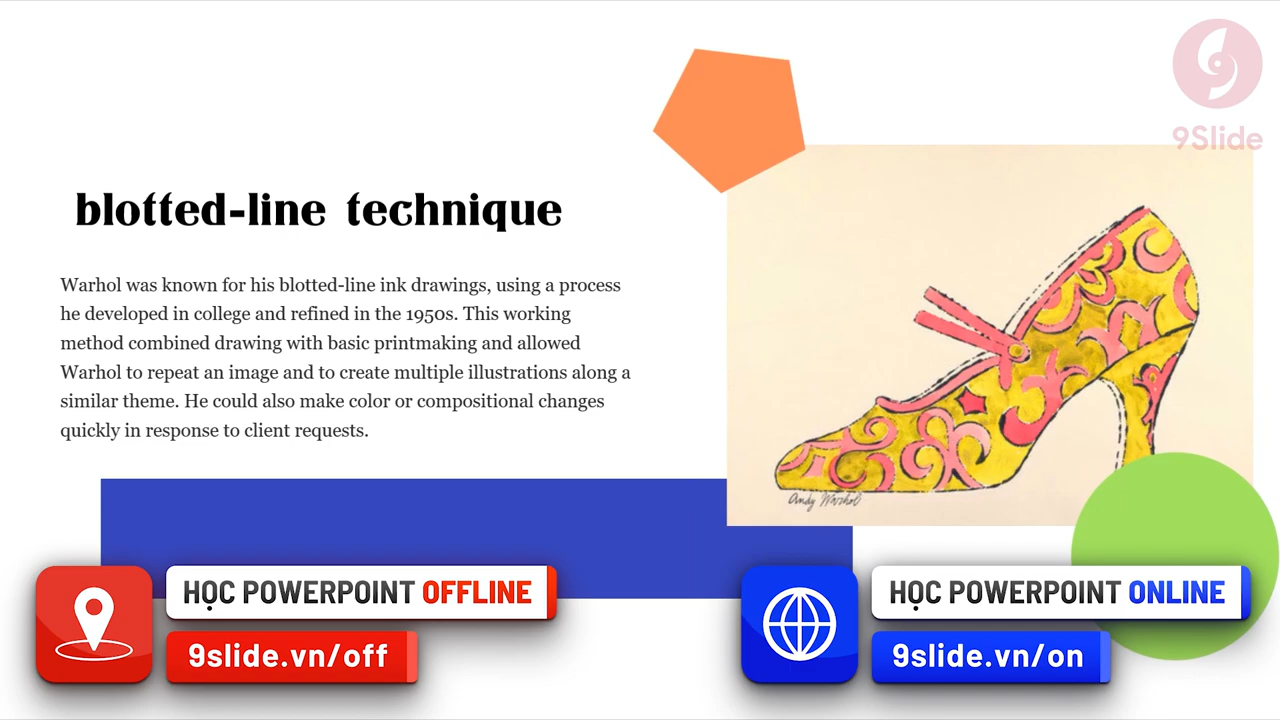 9Slide
blotted-line technique
Warhol was known for his blotted-line ink drawings, using a process
he developed in college and refined in the 1950s. This working
method combined drawing with basic printmaking and allowed
Warhol to repeat an image and to create multiple illustrations along a
similar theme. He could also make color or compositional changes
quickly in response to client requests.
Andy Warhol
HỌC POWERPOINT OFFLINE
9slide.vn/off
HỌC POWERPOINT ONLINE
9slide.vn/on